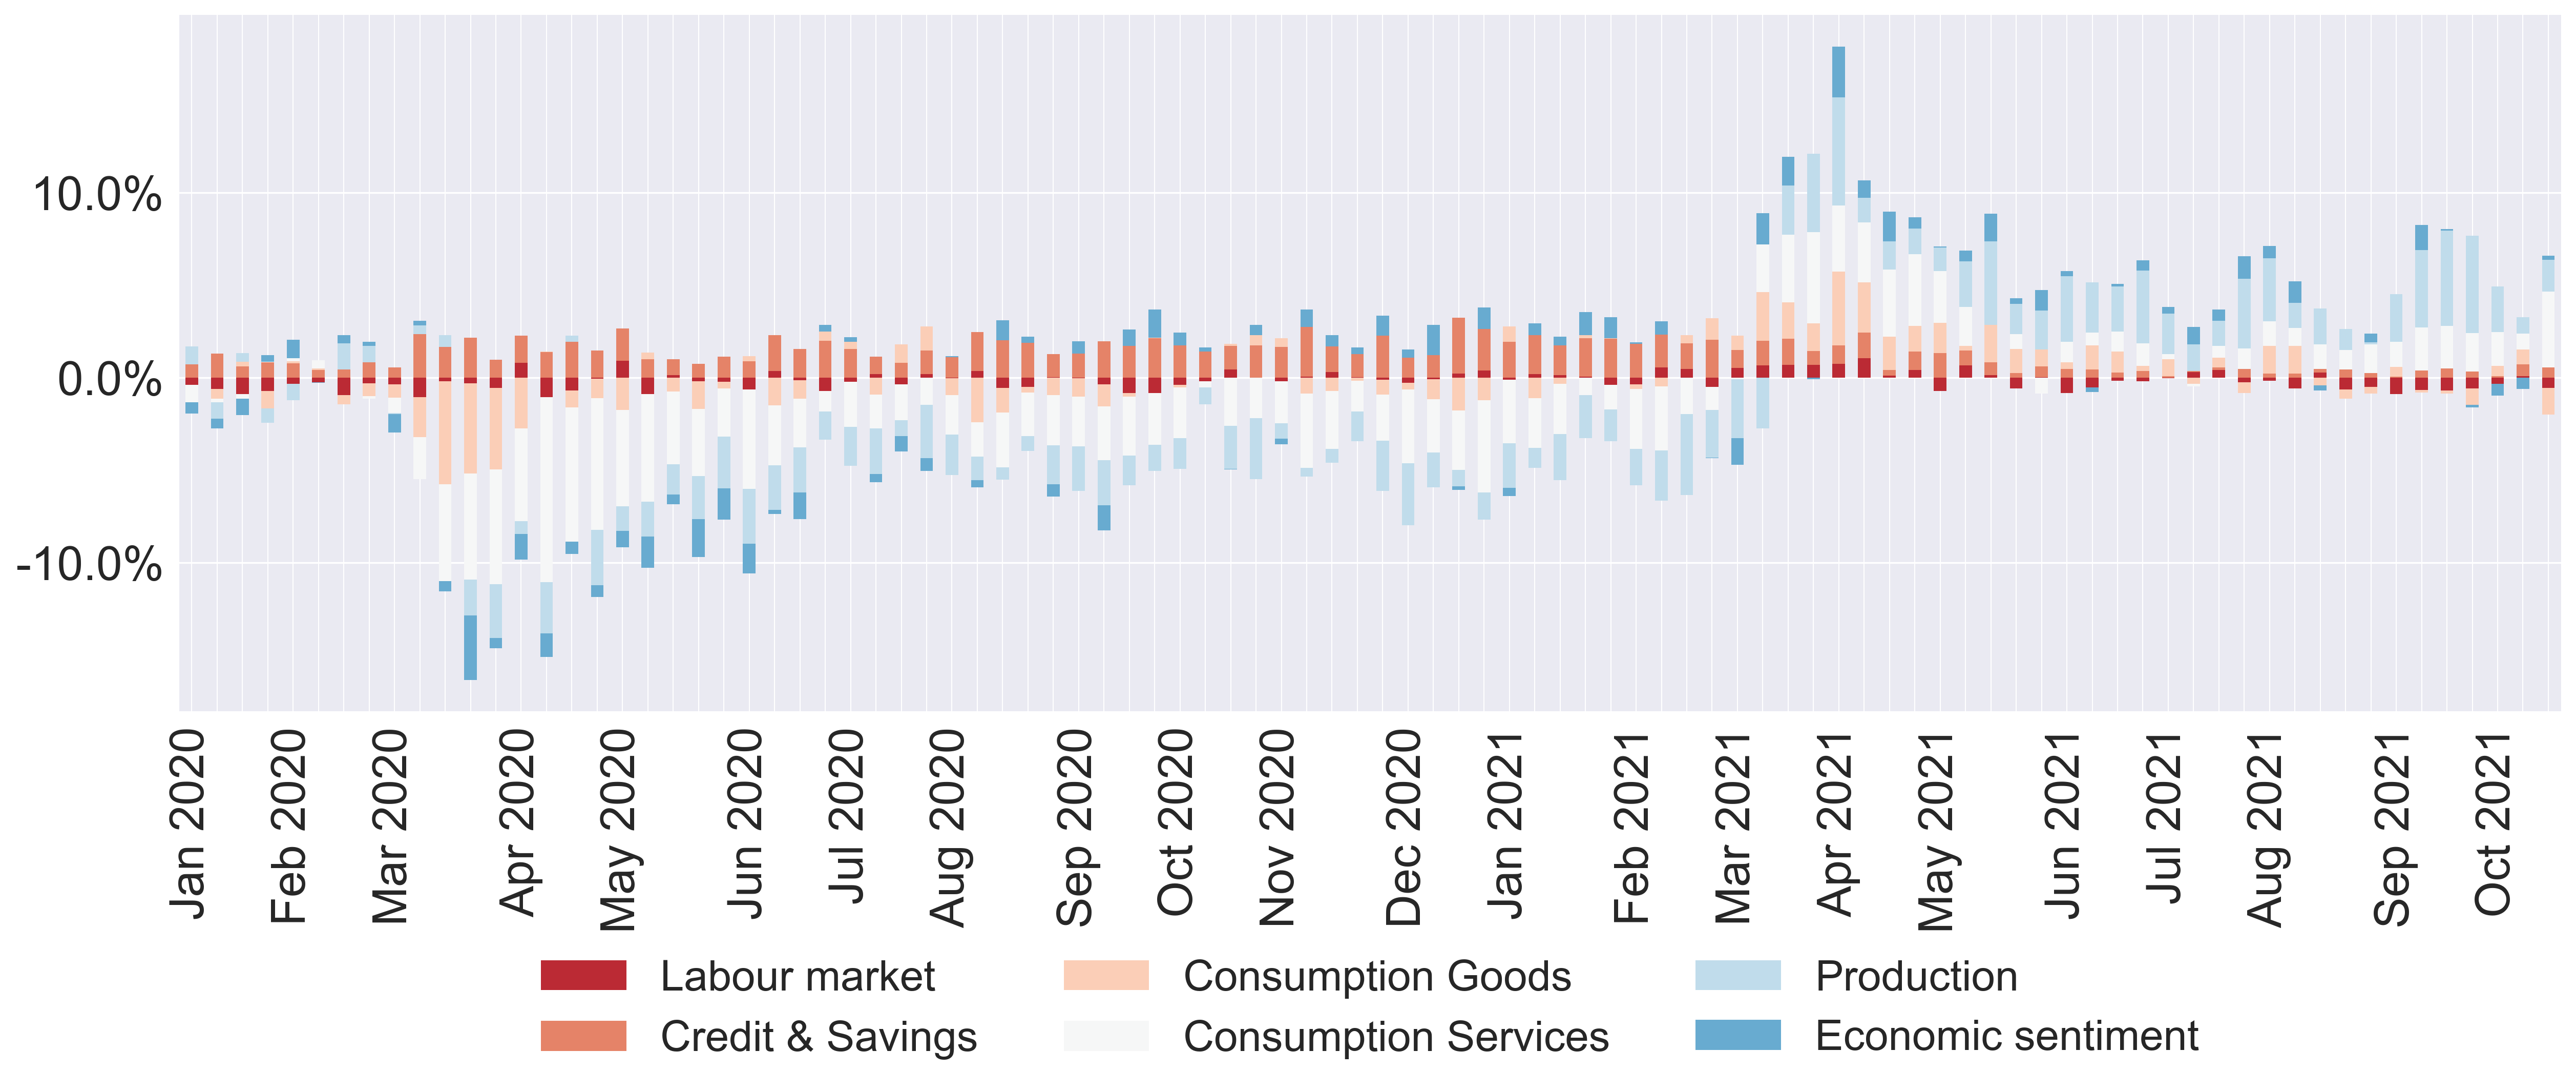 10.0%
0.0%
-10.0%
Jan 2020
Feb 2020
Mar 2020
Apr 2020
May 2020
Jun 2020
Jul 2020
Aug 2020
Sep 2020
Oct 2020
Nov 2020
Dec 2020
Jan 2021
Feb 2021
Mar 2021
Apr 2021
May 2021
Jun 2021
Jul 2021
Aug 2021
Sep 2021
Oct 2021
Labour market
Consumption Goods
Production
Credit & Savings
Consumption Services
Economic sentiment